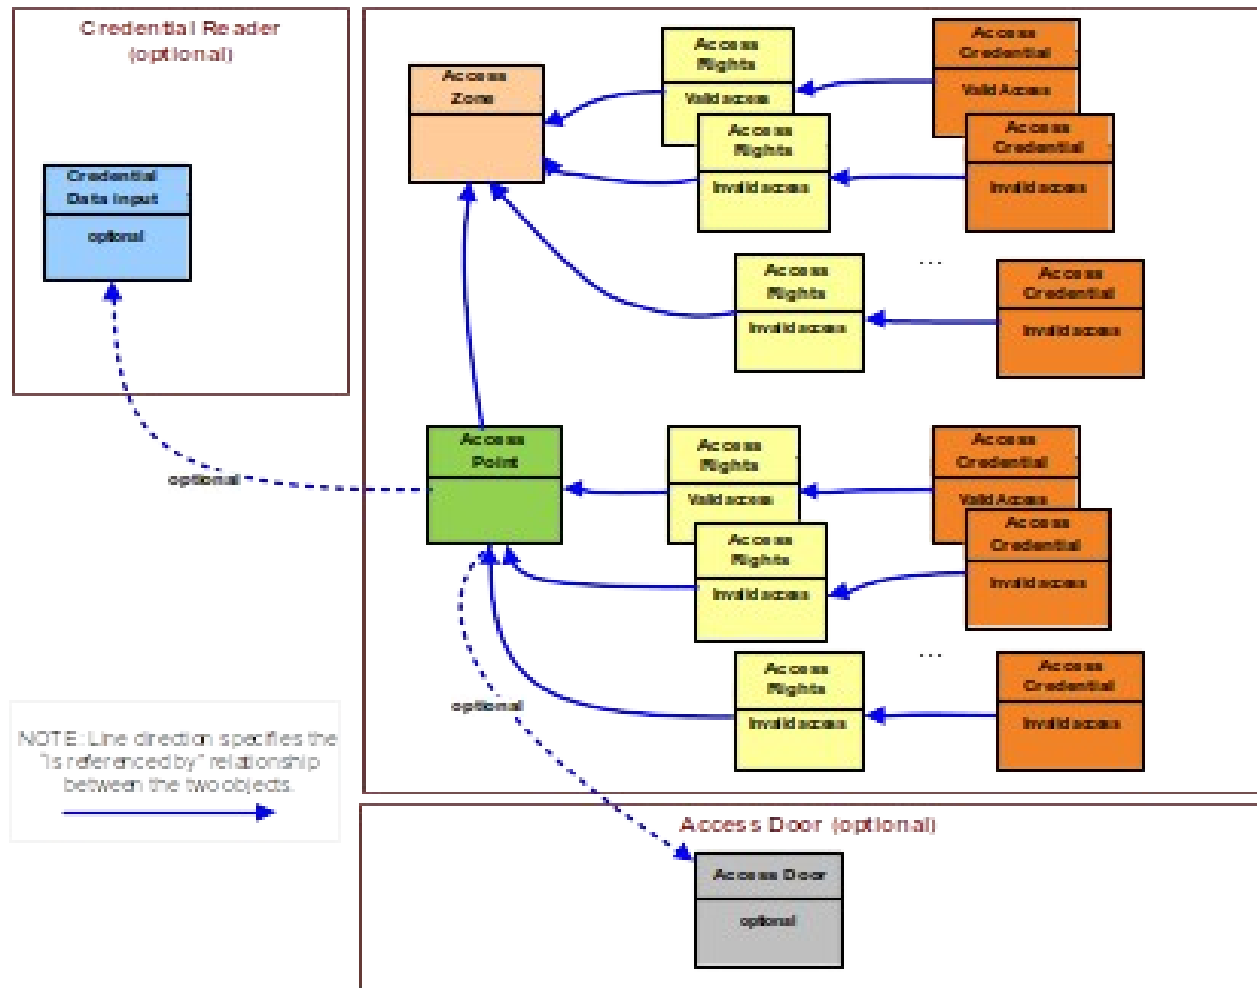 Credential Reader
(optional)
Credential
Data Input
optional
Access
Zone
Access
Rights
Valid access
Access
Credential
Valid Access
Access
Rights
Invalid access
Access
Credential
Invalid access
...
Access
Rights
Invalid access
Access
Credential
Invalid access
Access
Point
optional
Access
Rights
Valid access
Access
Credential
Valid Access
Access
Rights
Invalid access
Access
Credential
Invalid access
...
Access
Rights
Invalid access
Access
Credential
Invalid access
optional
NOTE: Line direction specifies the
"is referenced by" relationship
between the two objects.
Access Door (optional)
Access Door
optional